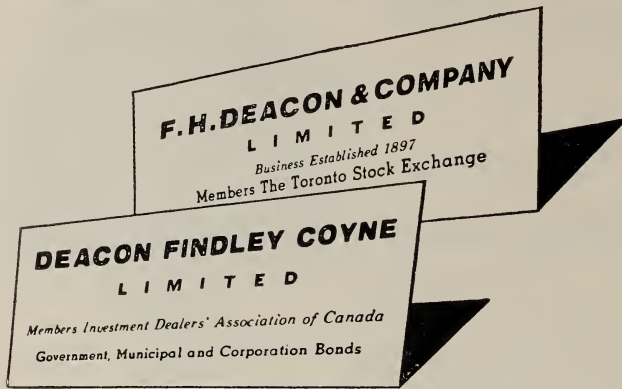 F.H. DEACON & COMPANY
LIMITED
Business Established 1897
Members The Toronto Stock Exchange
DEACON FINDLEY COYNE
LIMITED
Members Investment Dealers' Association of Canada
Government, Municipal and Corporation Bonds